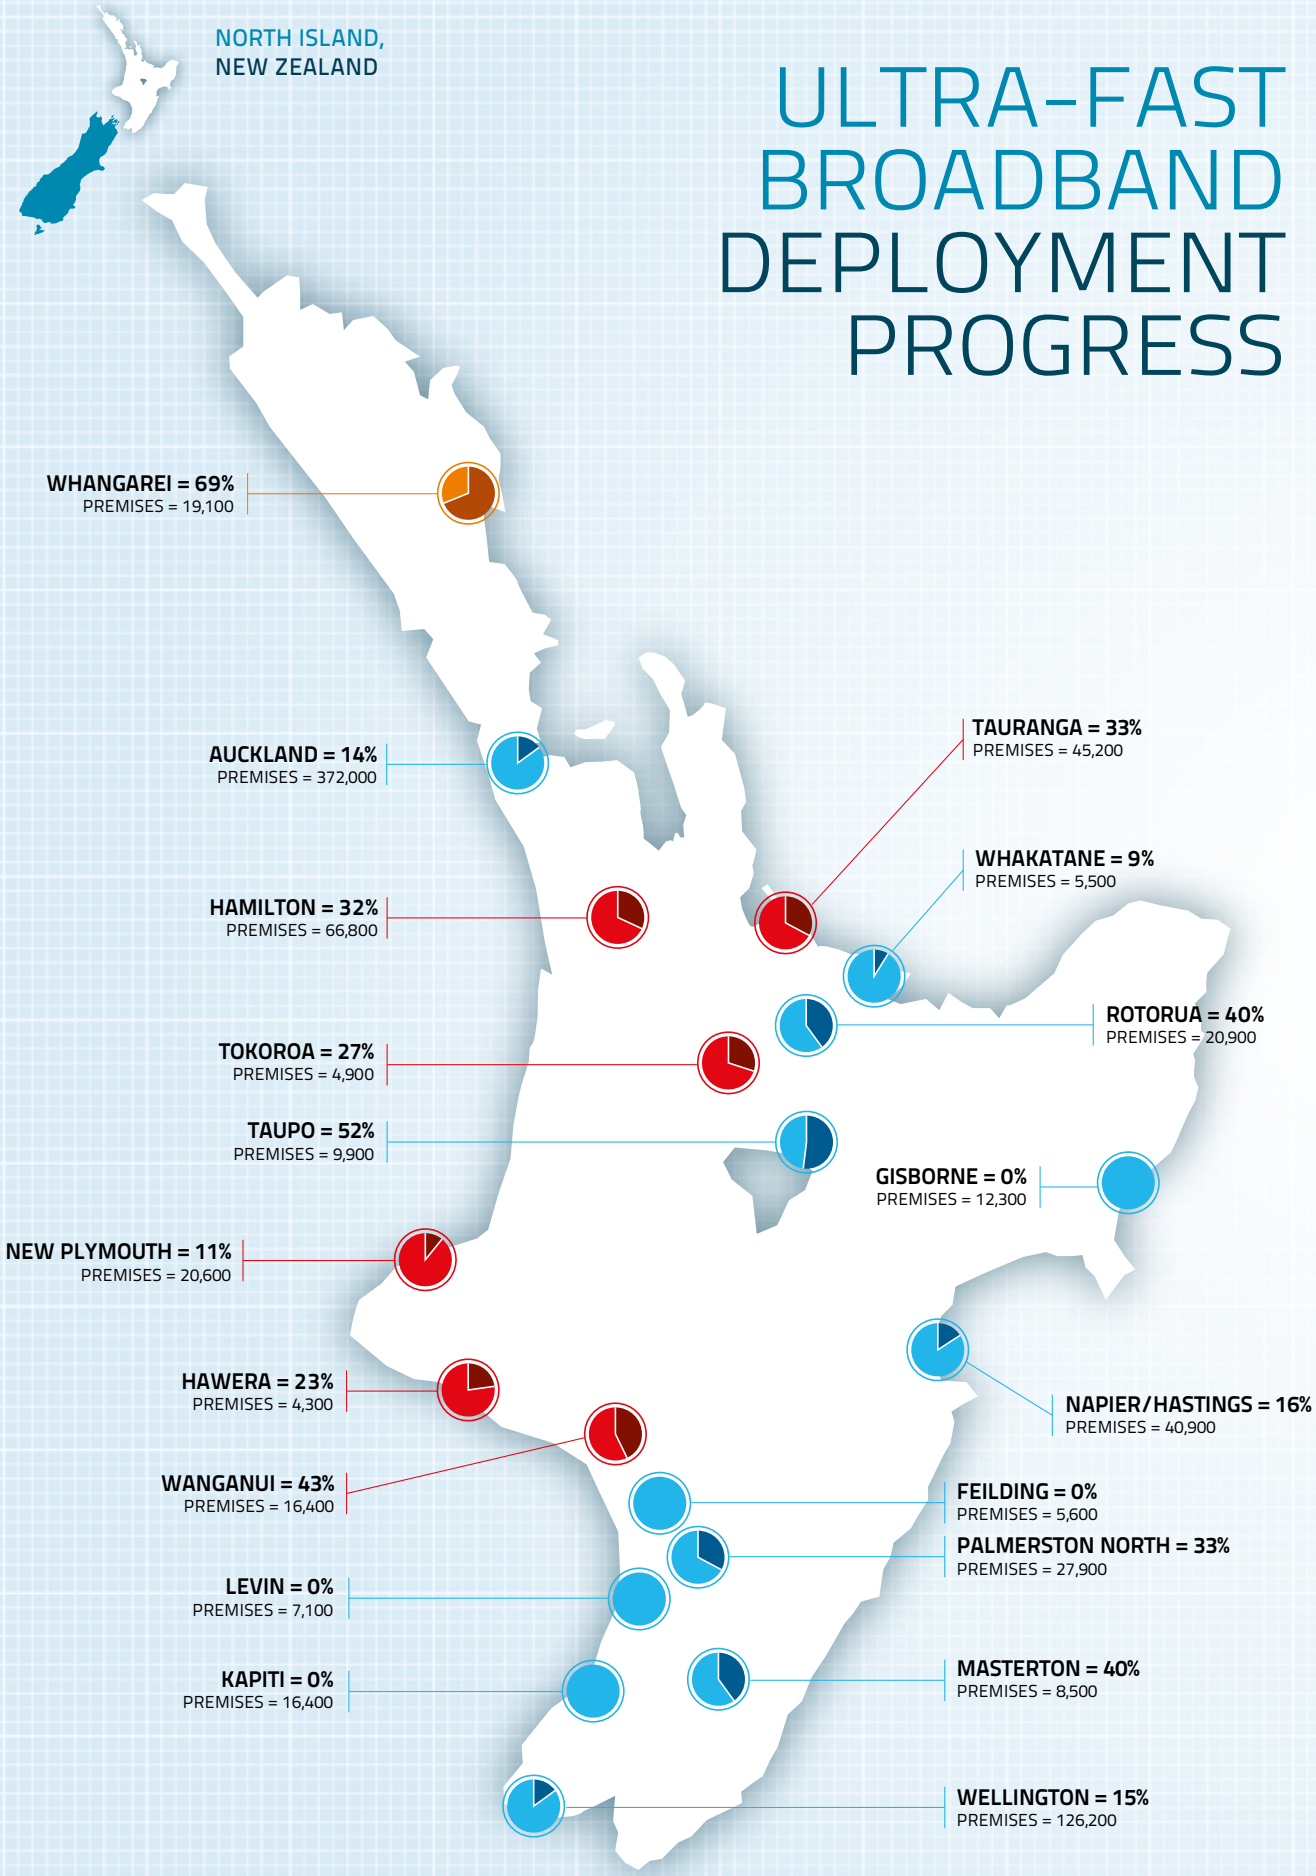 NORTH ISLAND,
NEW ZEALAND
ULTRA-FAST
BROADBAND
DEPLOYMENT
PROGRESS
WHANGAREI = 69%
PREMISES = 19,100
AUCKLAND = 14%
PREMISES = 372,000
TAURANGA = 33%
PREMISES = 45,200
WHAKATANE = 9%
PREMISES = 5,500
HAMILTON = 32%
PREMISES = 66,800
ROTORUA = 40%
PREMISES = 20,900
TOKOROA = 27%
PREMISES = 4,900
TAUPO = 52%
PREMISES = 9,900
GISBORNE = 0%
PREMISES = 12,300
NEW PLYMOUTH = 11%
PREMISES = 20,600
HAWERA = 23%
PREMISES = 4,300
NAPIER/HASTINGS = 16%
PREMISES = 40,900
WANGANUI = 43%
PREMISES = 16,400
FEILDING = 0%
PREMISES = 5,600
PALMERSTON NORTH = 33%
PREMISES = 27,900
LEVIN = 0%
PREMISES = 7,100
KAPITI = 0%
PREMISES = 16,400
MASTERTON = 40%
PREMISES = 8,500
WELLINGTON = 15%
PREMISES = 126,200